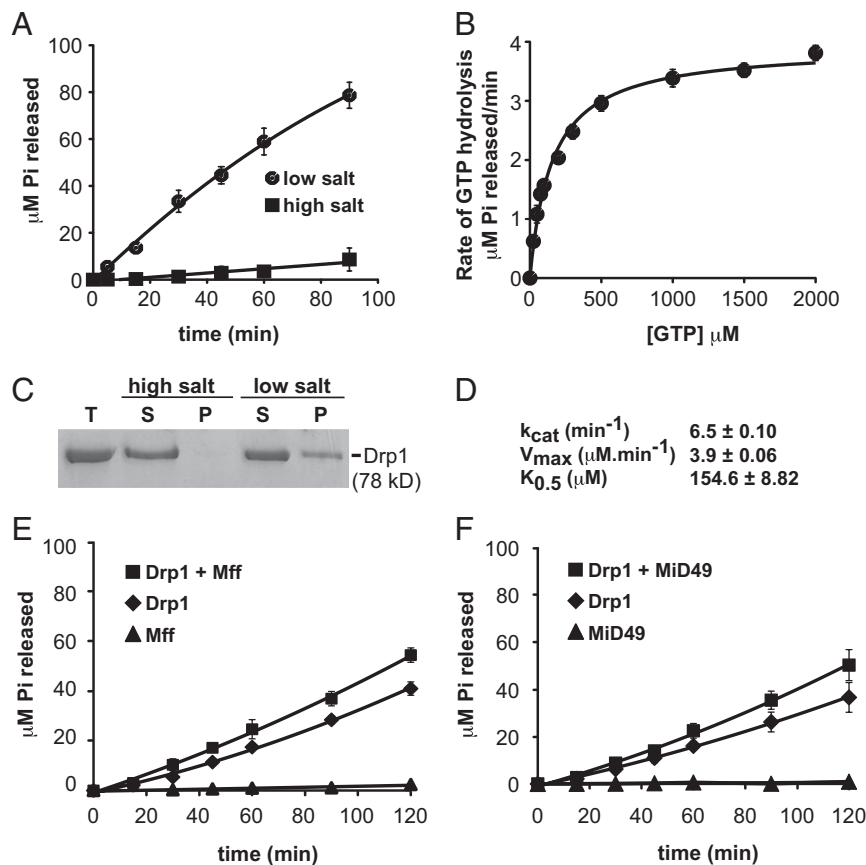 A
μM Pi released
100
80
60
40
20
0
low salt
high salt
0 20 40 60 80 100
time (min)
B
Rate of GTP hydrolysis
μM Pi released/min
4
3
2
1
0
0 500 1000 1500 2000
[GTP] μM
C
high salt low salt
T S P S P
-Drp1
(78 kD)
D
kcat (min-1) 6.5 ± 0.10
Vmax (μM.min-1) 3.9 ± 0.06
K0.5 (μM) 154.6 ± 8.82
E
μM Pi released
100
80
60
40
20
0
Drp1 + Mff
Drp1
Mff
0 20 40 60 80 100 120
time (min)
F
μM Pi released
100
80
60
40
20
0
Drp1 + MiD49
Drp1
MiD49
0 20 40 60 80 100 120
time (min)